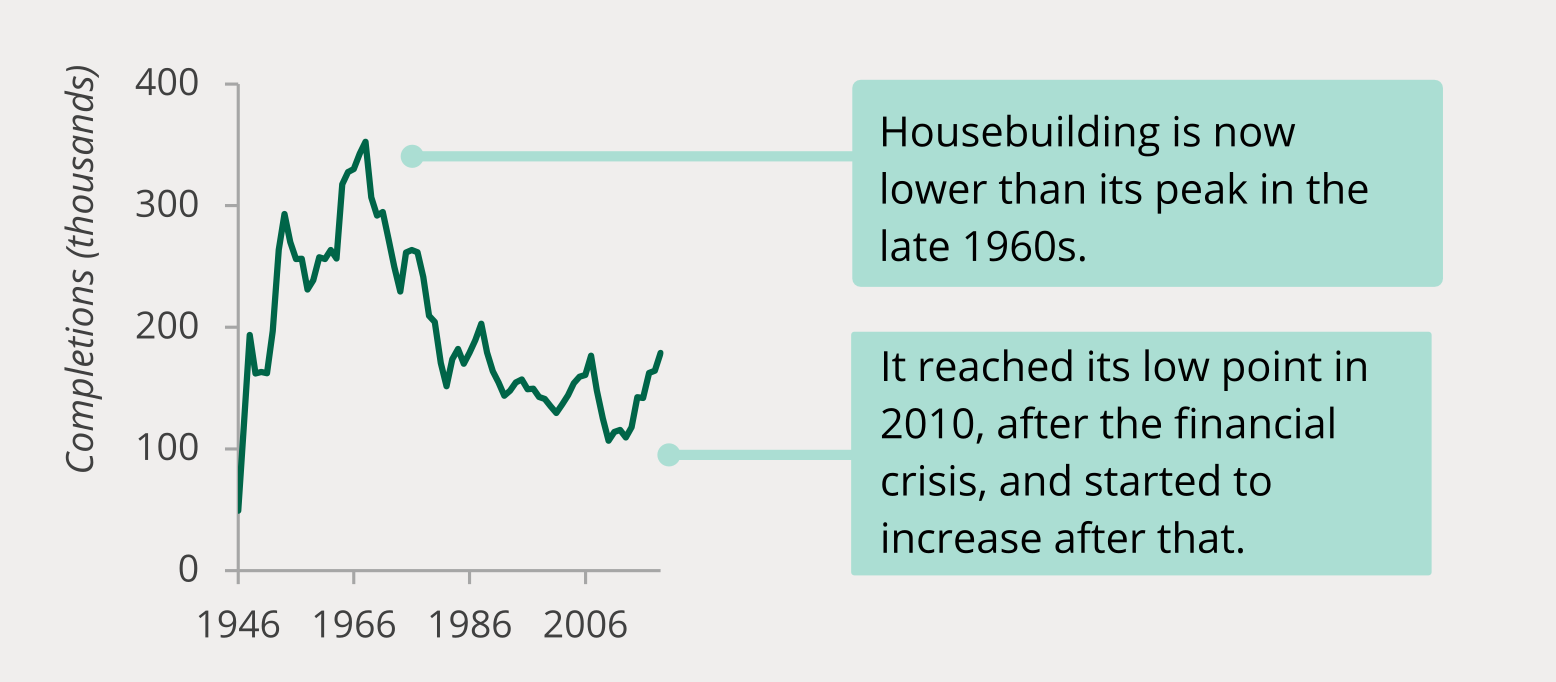 Completions (thousands)
400
300
200
100
0
1946 1966 1986 2006
Housebuilding is now
lower than its peak in the
late 1960s.
It reached its low point in
2010, after the financial
crisis, and started to
increase after that.